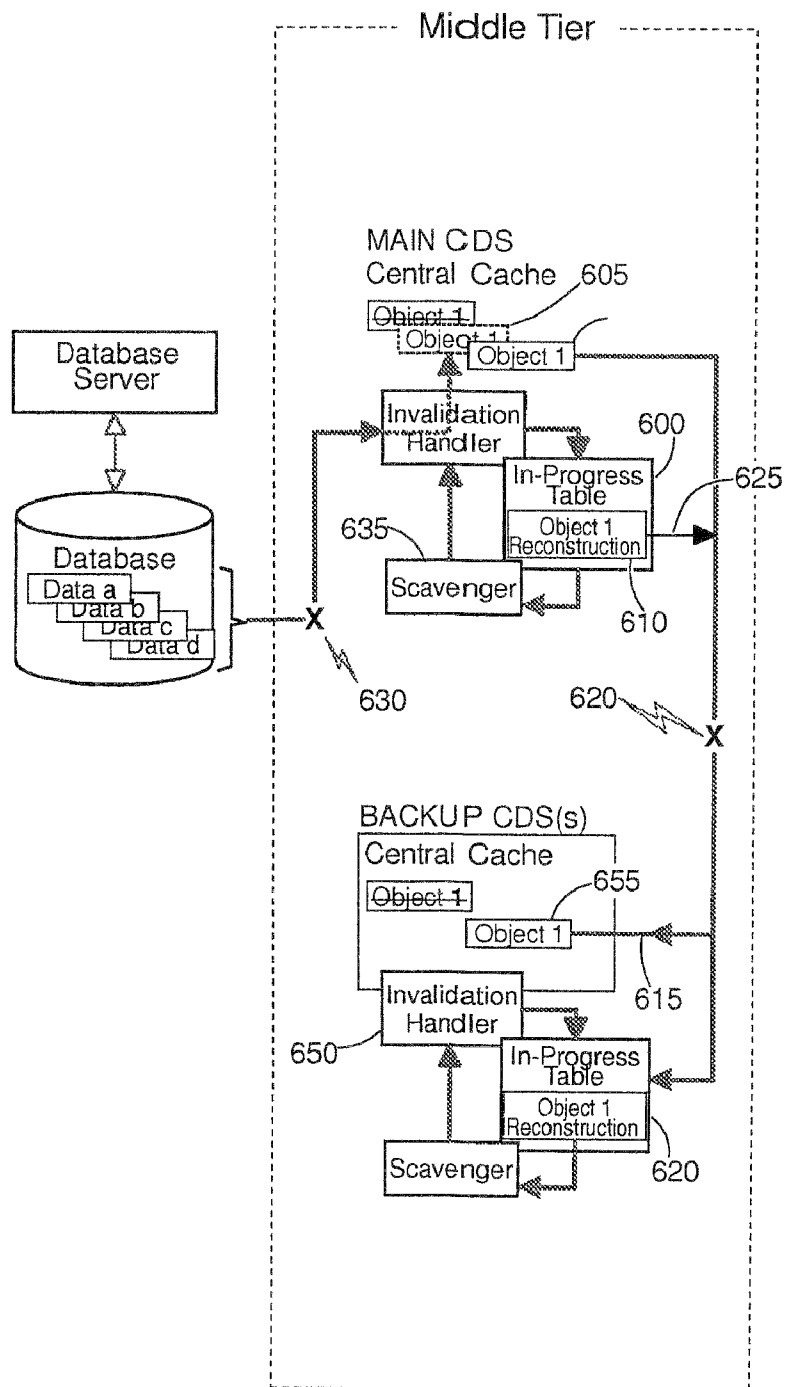 Middle Tier
MAIN CDS
Central Cache
605
Object 1
Object 1
Object 1
Database
Server
Invalidation
Handler
600
In-Progress
Table
625
Object 1
Reconstruction
635
Scavenger
610
Database
Data a
Data b
Data c
Data d
X
630
620
X
BACKUP CDS(s)
Central Cache
655
Object 1
Object 1
615
Invalidation
Handler
650
In-Progress
Table
Object 1
Reconstruction
620
Scavenger